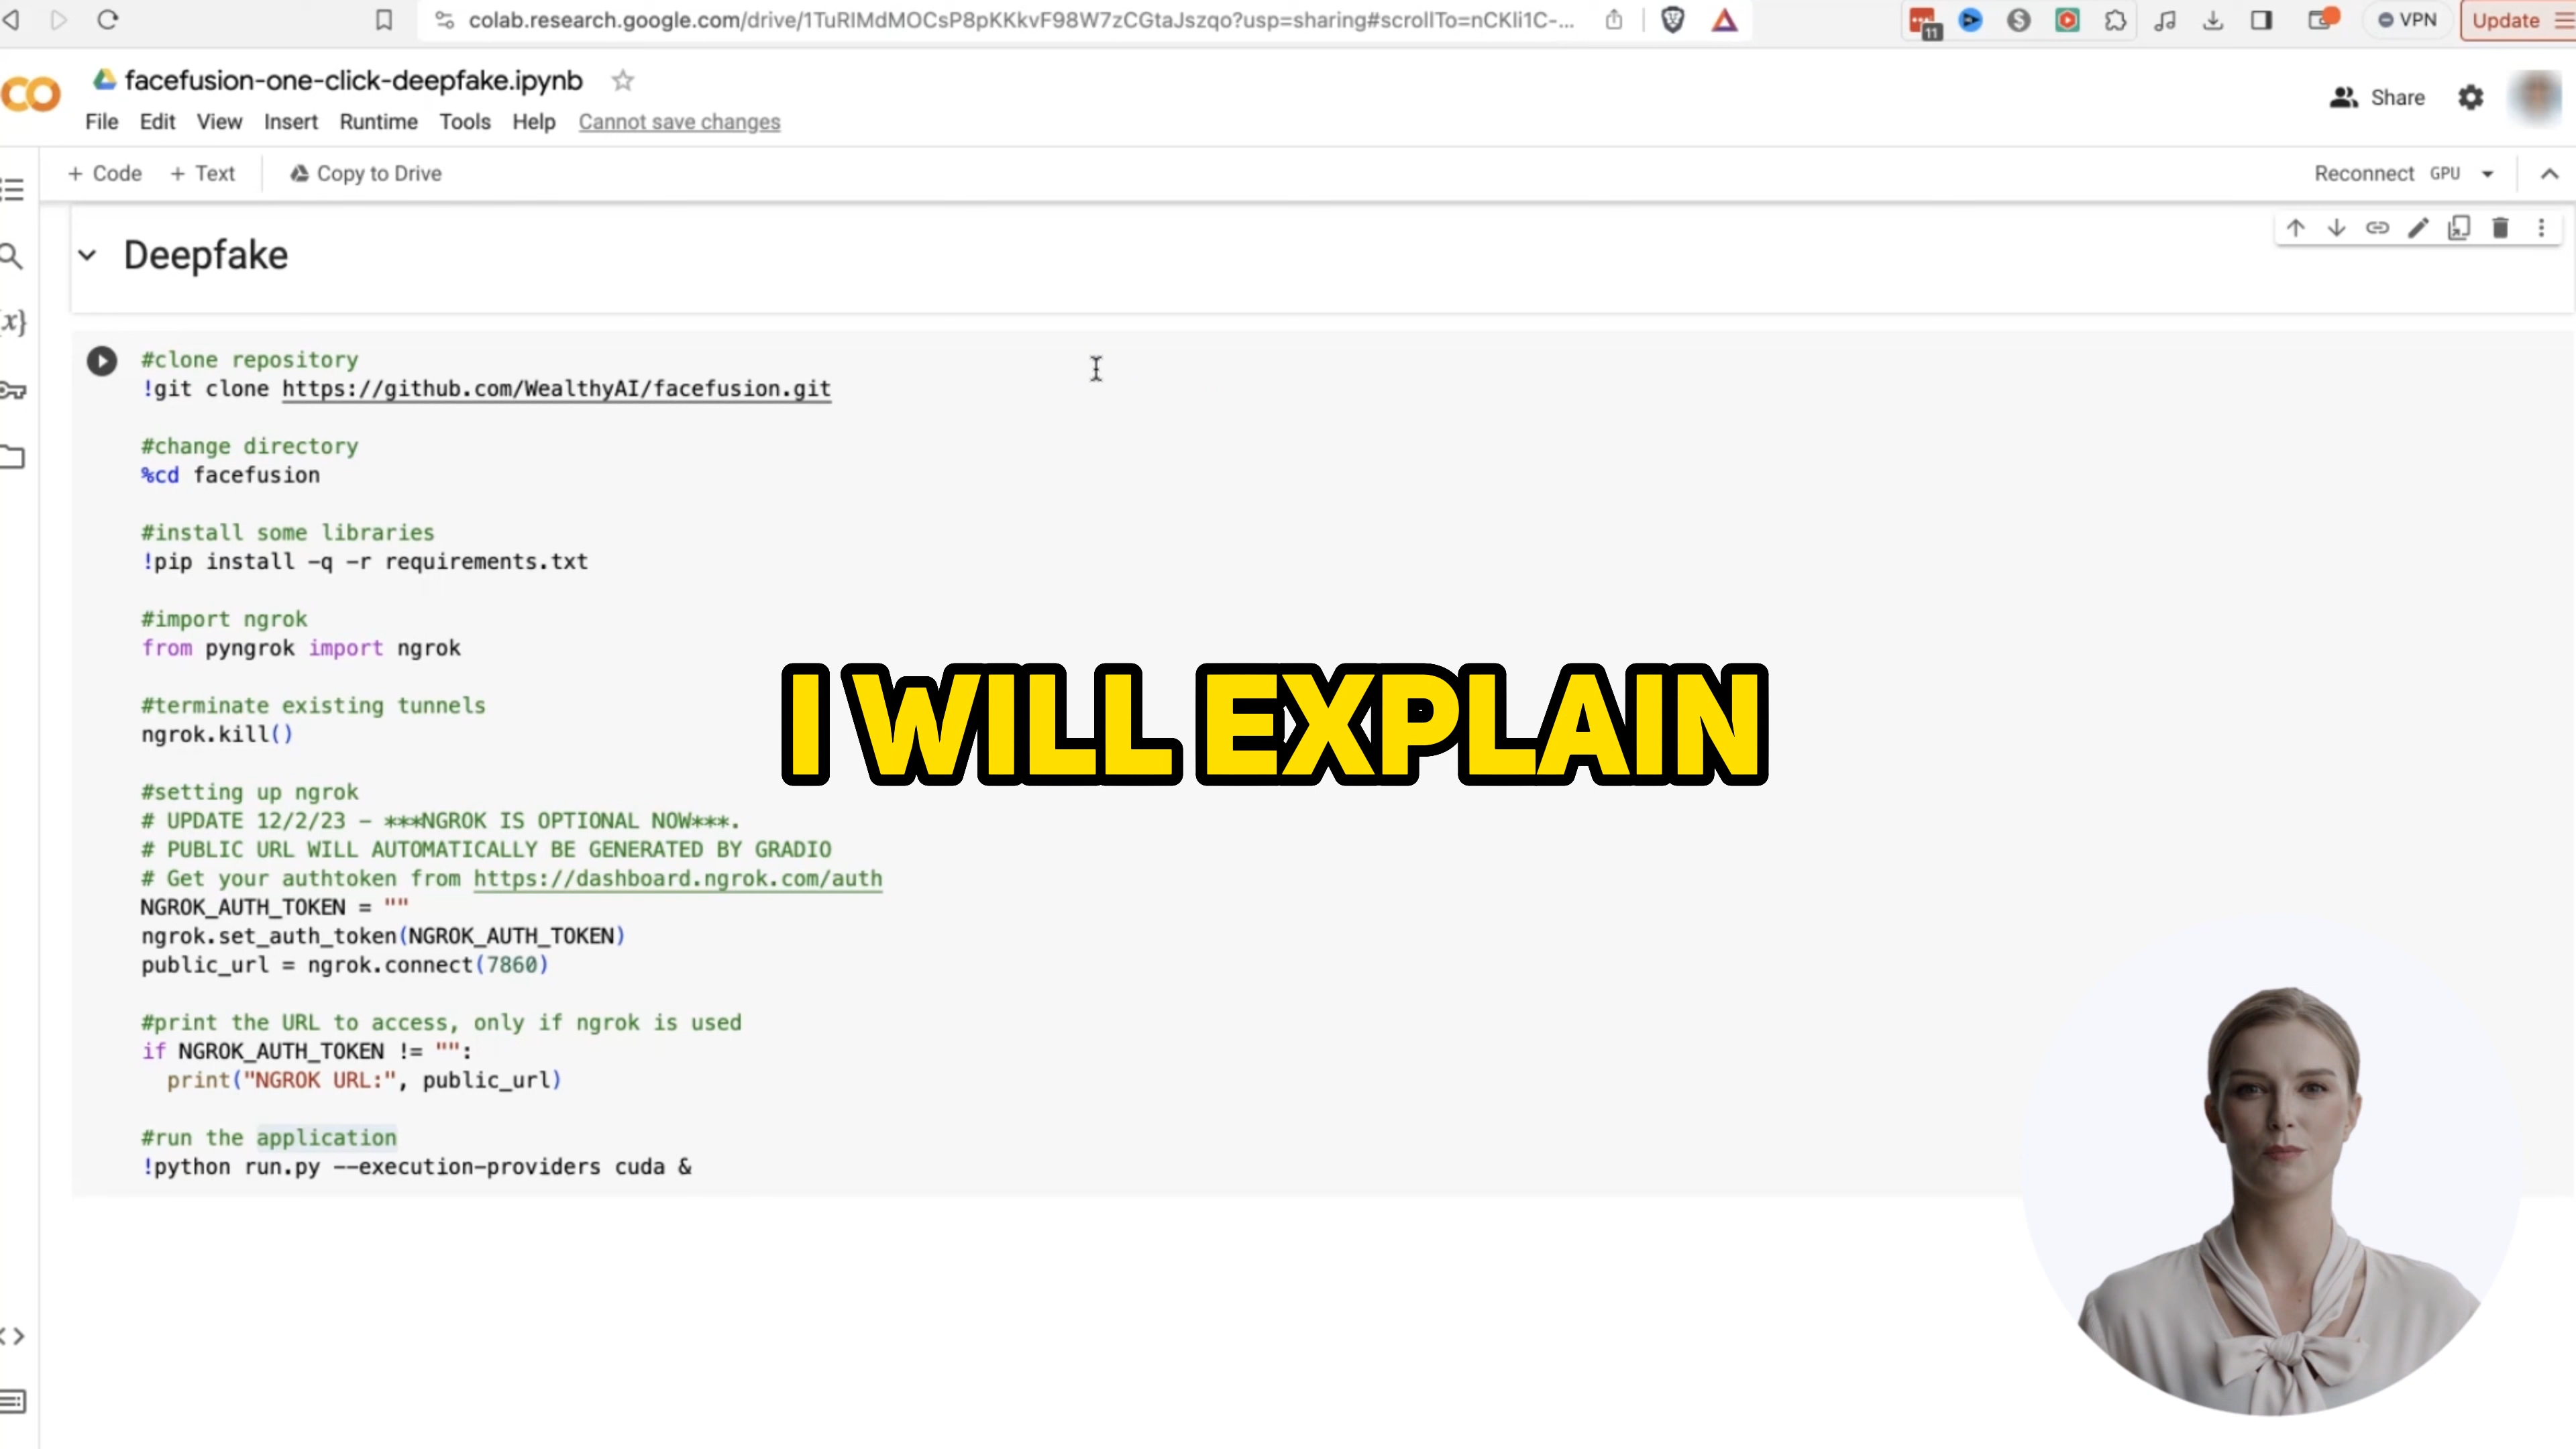 colab.research.google.com/drive/1TuRlMdMOCsP8pKKkvF98W7zCGtaJszqo?usp=sharing#scrollTo=nCKli1C-...
11
VPN
Update
CO
facefusion-one-click-deepfake.ipynb
File Edit View Insert Runtime Tools Help Cannot save changes
Share
+ Code + Text Copy to Drive
Reconnect GPU
Deepfake
{x}
#clone repository
!git clone https://github.com/WealthyAI/facefusion.git
#change directory
%cd facefusion
#install some libraries
!pip install -q -r requirements.txt
#import ngrok
from pyngrok import ngrok
#terminate existing tunnels
ngrok.kill()
I WILL EXPLAIN
#setting up ngrok
# UPDATE 12/2/23 - ***NGROK IS OPTIONAL NOW***.
# PUBLIC URL WILL AUTOMATICALLY BE GENERATED BY GRADIO
# Get your authtoken from https://dashboard.ngrok.com/auth
NGROK_AUTH_TOKEN = ""
ngrok.set_auth_token(NGROK_AUTH_TOKEN)
public_url = ngrok.connect(7860)
#print the URL to access, only if ngrok is used
if NGROK_AUTH_TOKEN != "":
print("NGROK URL:", public_url)
#run the application
!python run.py --execution-providers cuda &